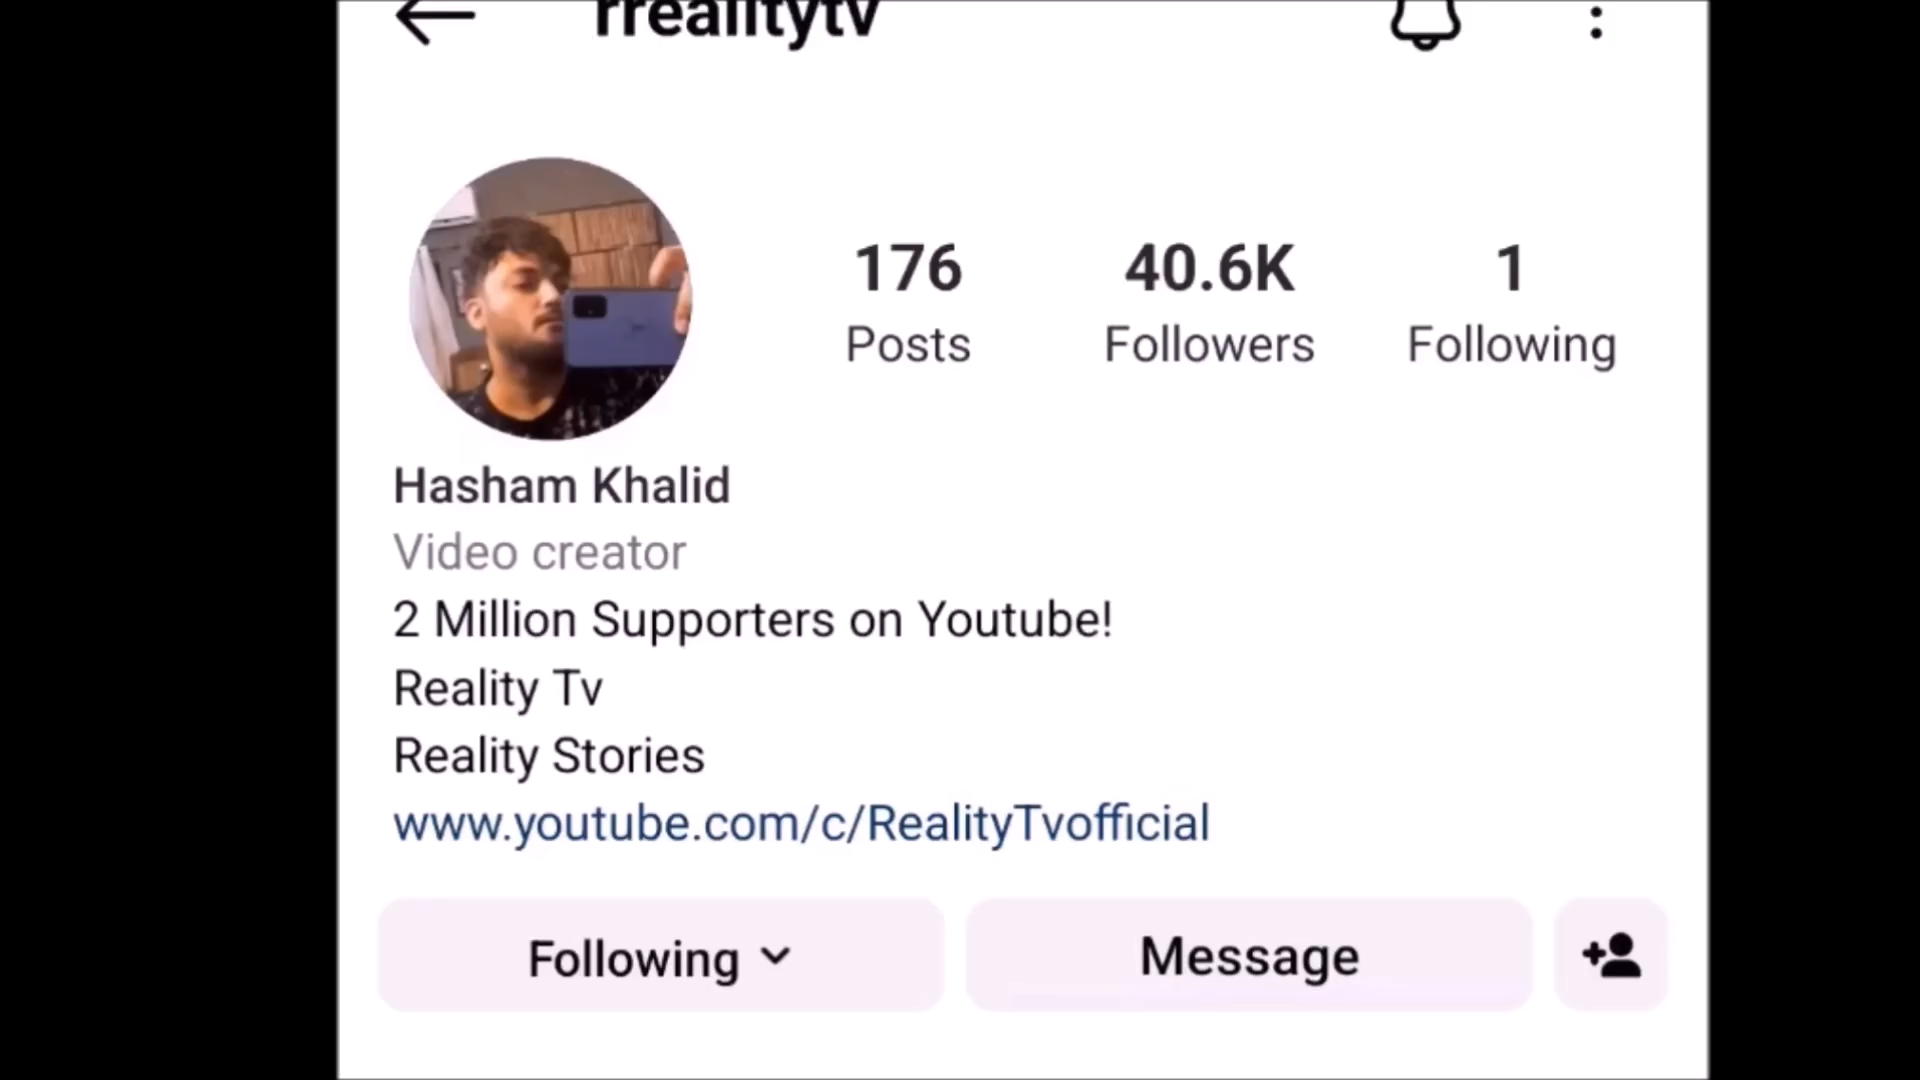 rrealitytv
176 40.6K 1
Posts Followers Following
Hasham Khalid
Video creator
2 Million Supporters on Youtube!
Reality Tv
Reality Stories
www.youtube.com/c/RealityTvofficial
Following Message